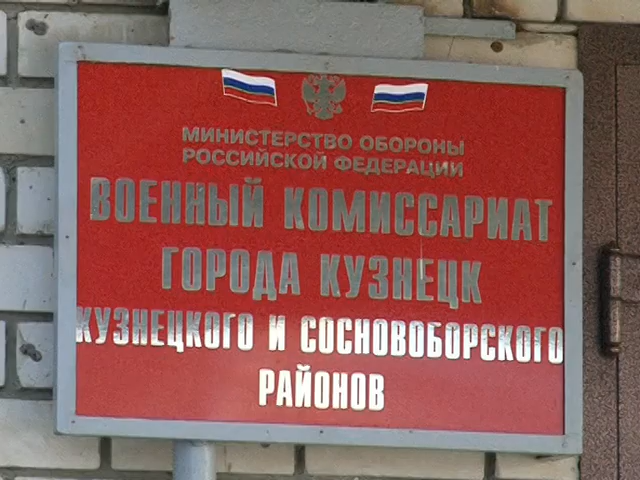 МИНИСТЕРСТВО ОБОРОНЫ
РОССИЙСКОЙ ФЕДЕРАЦИИ
ВОЕННЫЙ КОМИССАРИАТ
ГОРОДА КУЗНЕЦК
КУЗНЕЦКОГО И СОСНОВОБОРСКОГО
РАЙОНОВ